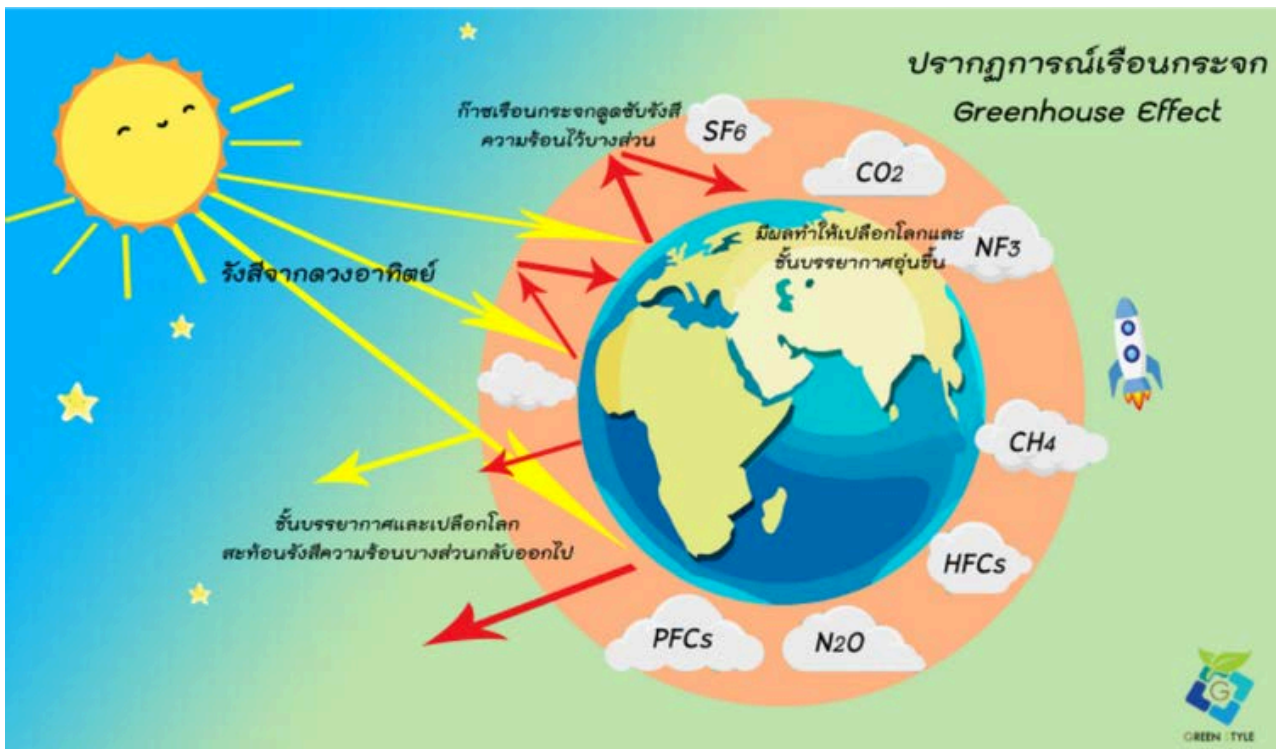 ปรากฏการณ์เรือนกระจก
Greenhouse Effect
ก๊าซเรือนกระจกดูดซับรังสี
ความร้อนไว้บางส่วน
SF6
CO2
มีผลทำให้เปลือกโลกและ
ชั้นบรรยากาศอุ่นขึ้น
NF3
รังสีจากดวงอาทิตย์
CH4
ชั้นบรรยากาศและเปลือกโลก
สะท้อนรังสีความร้อนบางส่วนกลับออกไป
HFCs
PFCs
N2O
G
GREEN STYLE